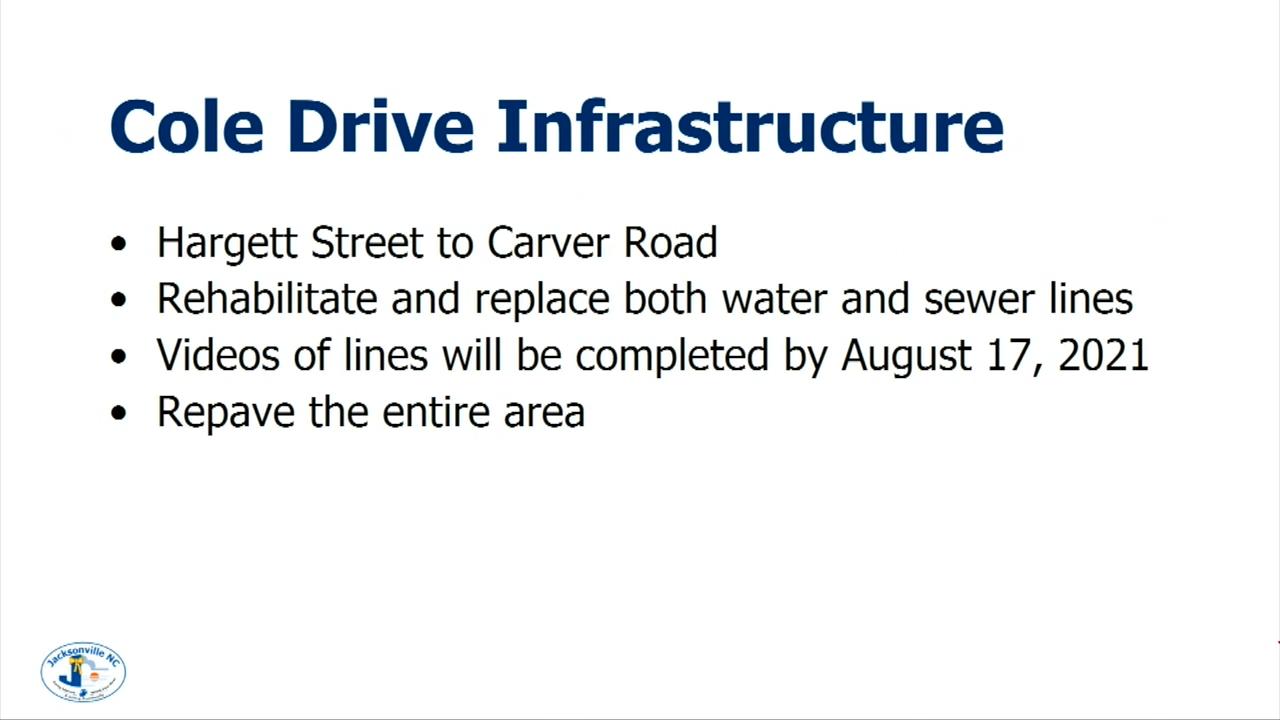 Cole Drive Infrastructure
• Hargett Street to Carver Road
• Rehabilitate and replace both water and sewer lines
• Videos of lines will be completed by August 17, 2021
• Repave the entire area
Jacksonville NC
J